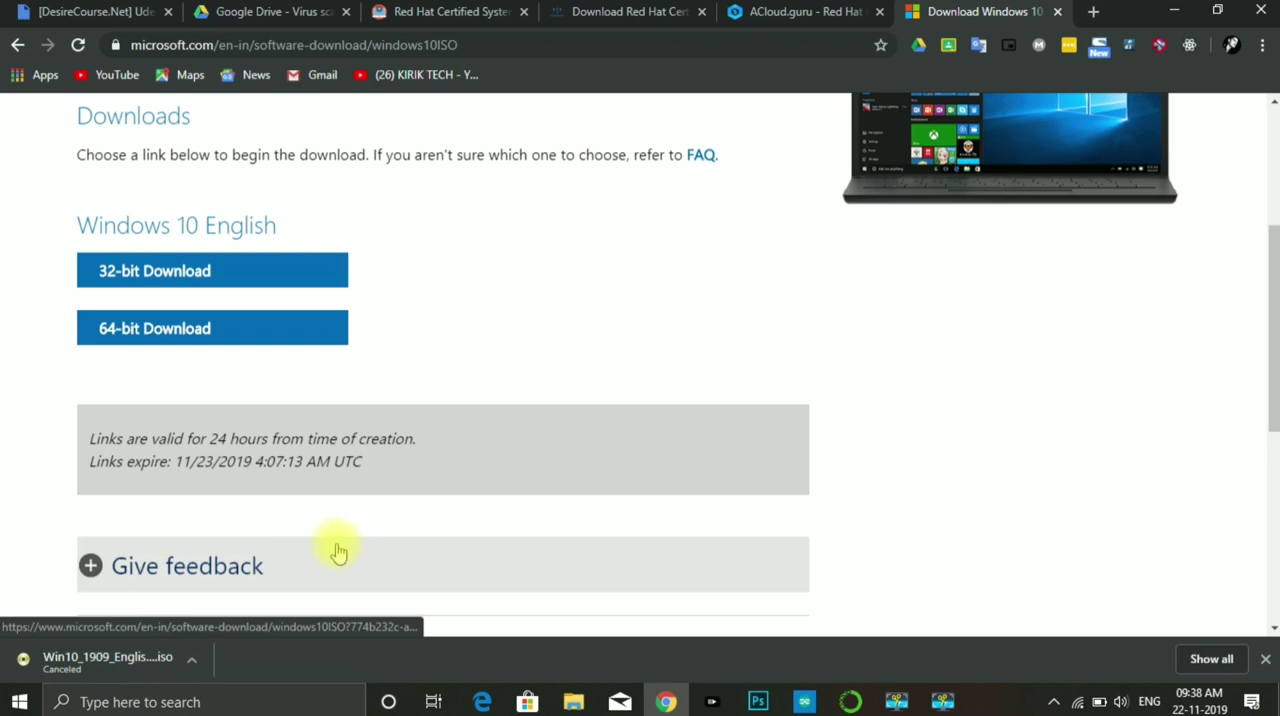 [DesireCourse.Net] Ude
Google Drive - Virus sca
Red Hat Certified Syster
Download Red Hat Cert
ACloud.guru - Red Hat
Download Windows 10
microsoft.com/en-in/software-download/windows10ISO
New
Apps
YouTube
Maps
News
Gmail
(26) KIRIK TECH - Y...
Downloads
Choose a link below to begin the download. If you aren't sure which one to choose, refer to FAQ.
Windows 10 English
32-bit Download
64-bit Download
Links are valid for 24 hours from time of creation.
Links expire: 11/23/2019 4:07:13 AM UTC
Give feedback
https://www.microsoft.com/en-in/software-download/windows10ISO?774b232c-a...
Win10_1909_Englis....iso
Canceled
Show all
Type here to search
Ps
ENG
09:38 AM
22-11-2019